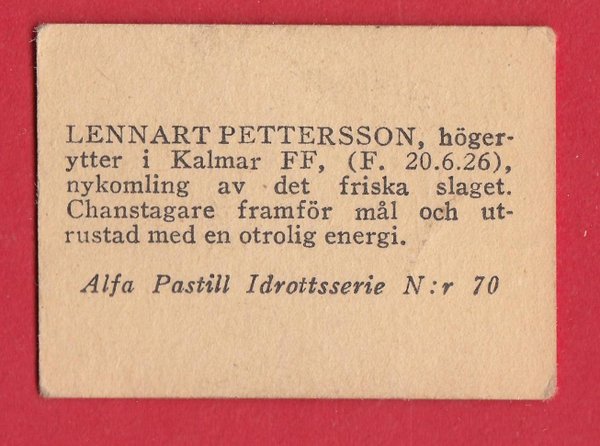 LENNART PETTERSSON, höger-
ytter i Kalmar FF, (F. 20.6.26),
nykomling av det friska slaget.
Chanstagare framför mål och ut-
rustad med en otrolig energi.
Alfa Pastill Idrottsserie N:r 70